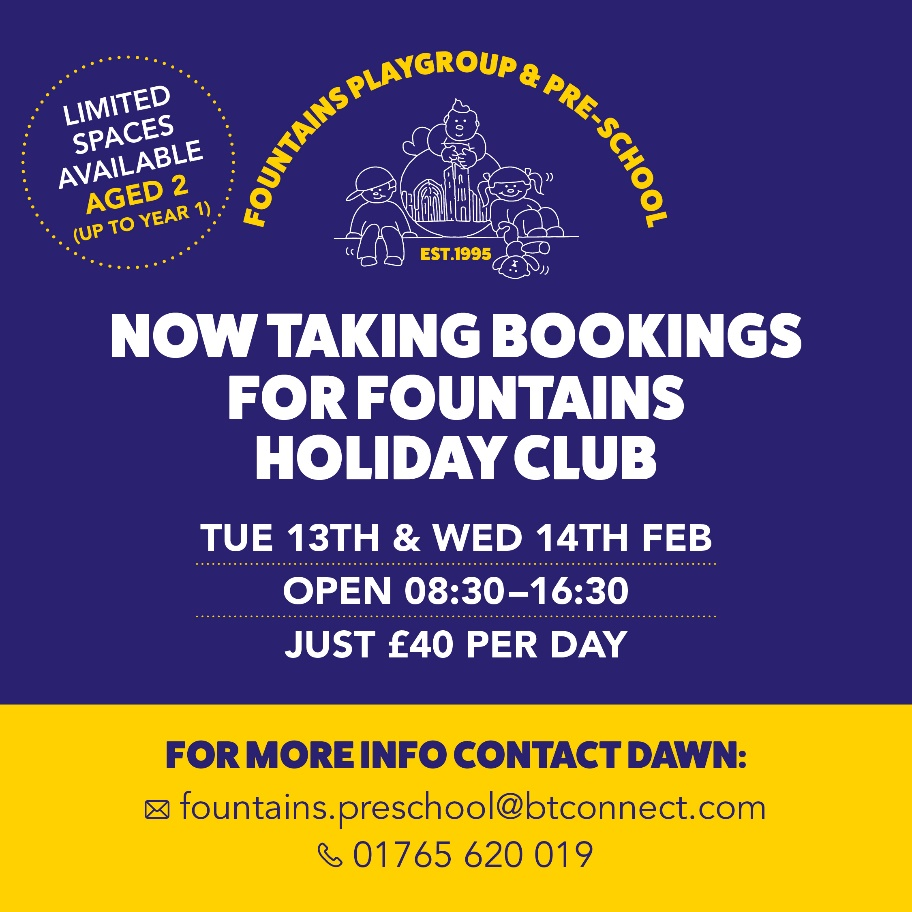 LIMITED
SPACES
AVAILABLE
AGED 2
(UP TO YEAR 1)
FOUNTAINS PLAYGROUP & PRE-SCHOOL
EST.1995
NOW TAKING BOOKINGS
FOR FOUNTAINS
HOLIDAY CLUB
TUE 13TH & WED 14TH FEB
OPEN 08:30–16:30
JUST £40 PER DAY
FOR MORE INFO CONTACT DAWN:
fountains.preschool@btconnect.com
01765 620 019